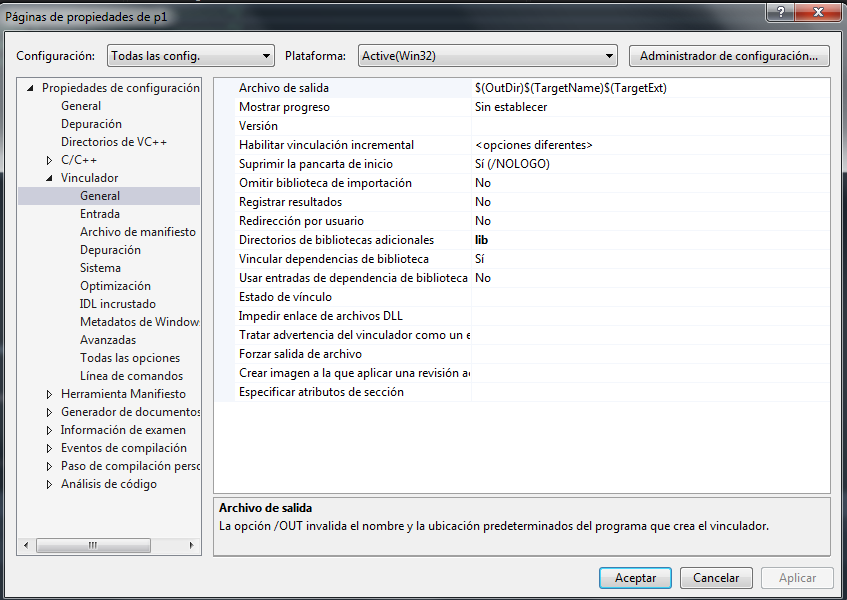 Páginas de propiedades de p1
Configuración: Todas las config. Plataforma: Active(Win32) Administrador de configuración...
Propiedades de configuración
General
Depuración
Directorios de VC++
C/C++
Vinculador
General
Entrada
Archivo de manifiesto
Depuración
Sistema
Optimización
IDL incrustado
Metadatos de Window
Avanzadas
Todas las opciones
Línea de comandos
Herramienta Manifiesto
Generador de documentos
Información de examen
Eventos de compilación
Paso de compilación perso
Análisis de código
Archivo de salida $(OutDir)$(TargetName)$(TargetExt)
Mostrar progreso Sin establecer
Versión
Habilitar vinculación incremental <opciones diferentes>
Suprimir la pancarta de inicio Sí (/NOLOGO)
Omitir biblioteca de importación No
Registrar resultados No
Redirección por usuario No
Directorios de bibliotecas adicionales lib
Vincular dependencias de biblioteca Sí
Usar entradas de dependencia de biblioteca No
Estado de vínculo
Impedir enlace de archivos DLL
Tratar advertencia del vinculador como un e
Forzar salida de archivo
Crear imagen a la que aplicar una revisión ac
Especificar atributos de sección
Archivo de salida
La opción /OUT invalida el nombre y la ubicación predeterminados del programa que crea el vinculador.
Aceptar Cancelar Aplicar